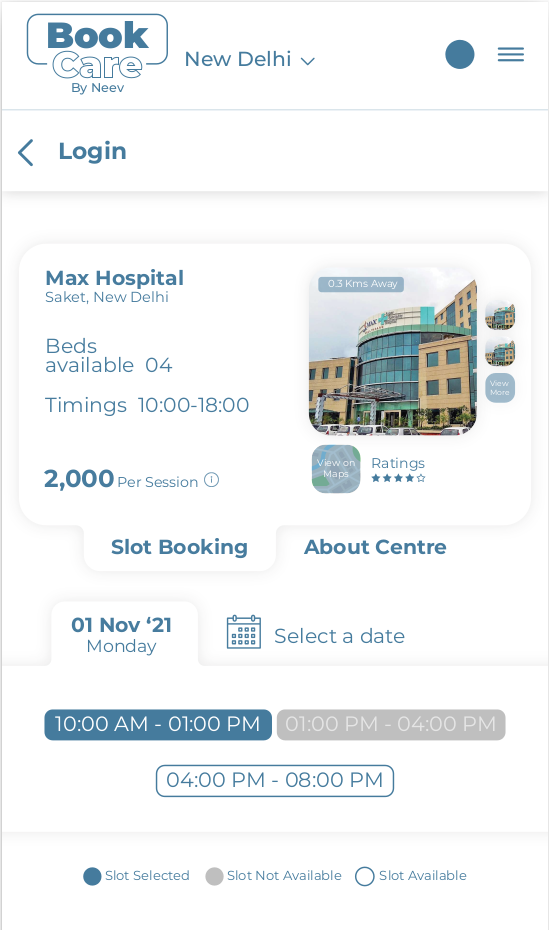 Book
Care
By Neev
New Delhi
Login
Max Hospital
Saket, New Delhi
Beds
available 04
Timings 10:00-18:00
2,000 Per Session
0.3 Kms Away
MAX
View
More
View on
Maps
Ratings
Slot Booking
About Centre
01 Nov ‘21
Monday
Select a date
10:00 AM - 01:00 PM
01:00 PM - 04:00 PM
04:00 PM - 08:00 PM
Slot Selected
Slot Not Available
Slot Available